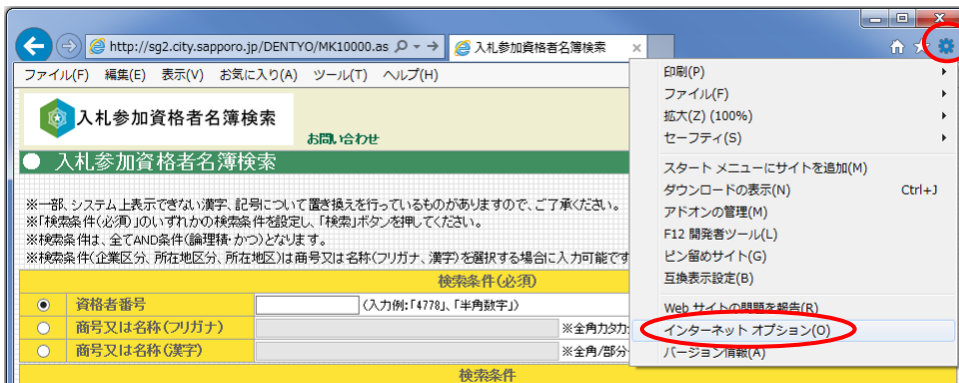 http://sg2.city.sapporo.jp/DENTYO/MK10000.as
入札参加資格者名簿検索
ファイル(F) 編集(E) 表示(V) お気に入り(A) ツール(T) ヘルプ(H)
入札参加資格者名簿検索
お問い合わせ
● 入札参加資格者名簿検索
※一部、システム上表示できない漢字、記号について置き換えを行っているものがありますので、ご了承ください。
※「検索条件(必須)」のいずれかの検索条件を設定し、「検索」ボタンを押してください。
※検索条件は、全てAND条件(論理積・かつ)となります。
※検索条件(企業区分、所在地区分、所在地区)は商号又は名称(フリガナ、漢字)を選択する場合に入力可能です
検索条件(必須)
資格者番号 (入力例:「4778」、「半角数字」)
商号又は名称(フリガナ) ※全角カタカ
商号又は名称(漢字) ※全角/部分
検索条件
印刷(P)
ファイル(F)
拡大(Z) (100%)
セーフティ(S)
スタート メニューにサイトを追加(M)
ダウンロードの表示(N) Ctrl+J
アドオンの管理(M)
F12 開発者ツール(L)
ピン留めサイト(G)
互換表示設定(B)
Web サイトの問題を報告(R)
インターネット オプション(O)
バージョン情報(A)